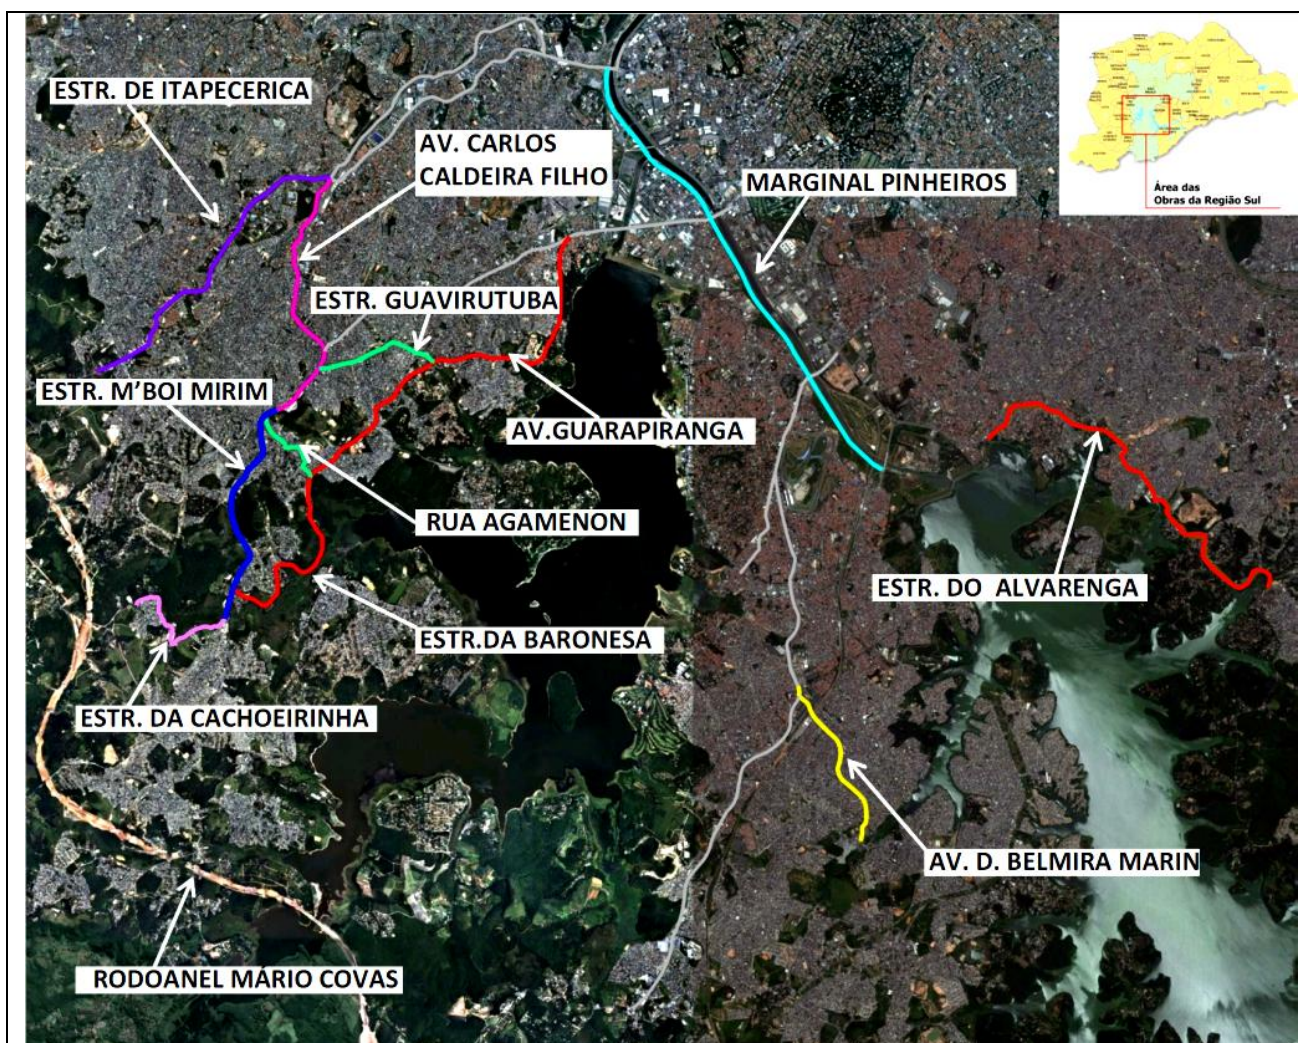 ESTR. DE ITAPECERICA
AV. CARLOS
CALDEIRA FILHO
MARGINAL PINHEIROS
Área das
Obras da Região Sul
ESTR. GUAVIRUTUBA
ESTR. M'BOI MIRIM
AV.GUARAPIRANGA
RUA AGAMENON
ESTR. DO ALVARENGA
ESTR.DA BARONESA
ESTR. DA CACHOEIRINHA
AV. D. BELMIRA MARIN
RODOANEL MÁRIO COVAS